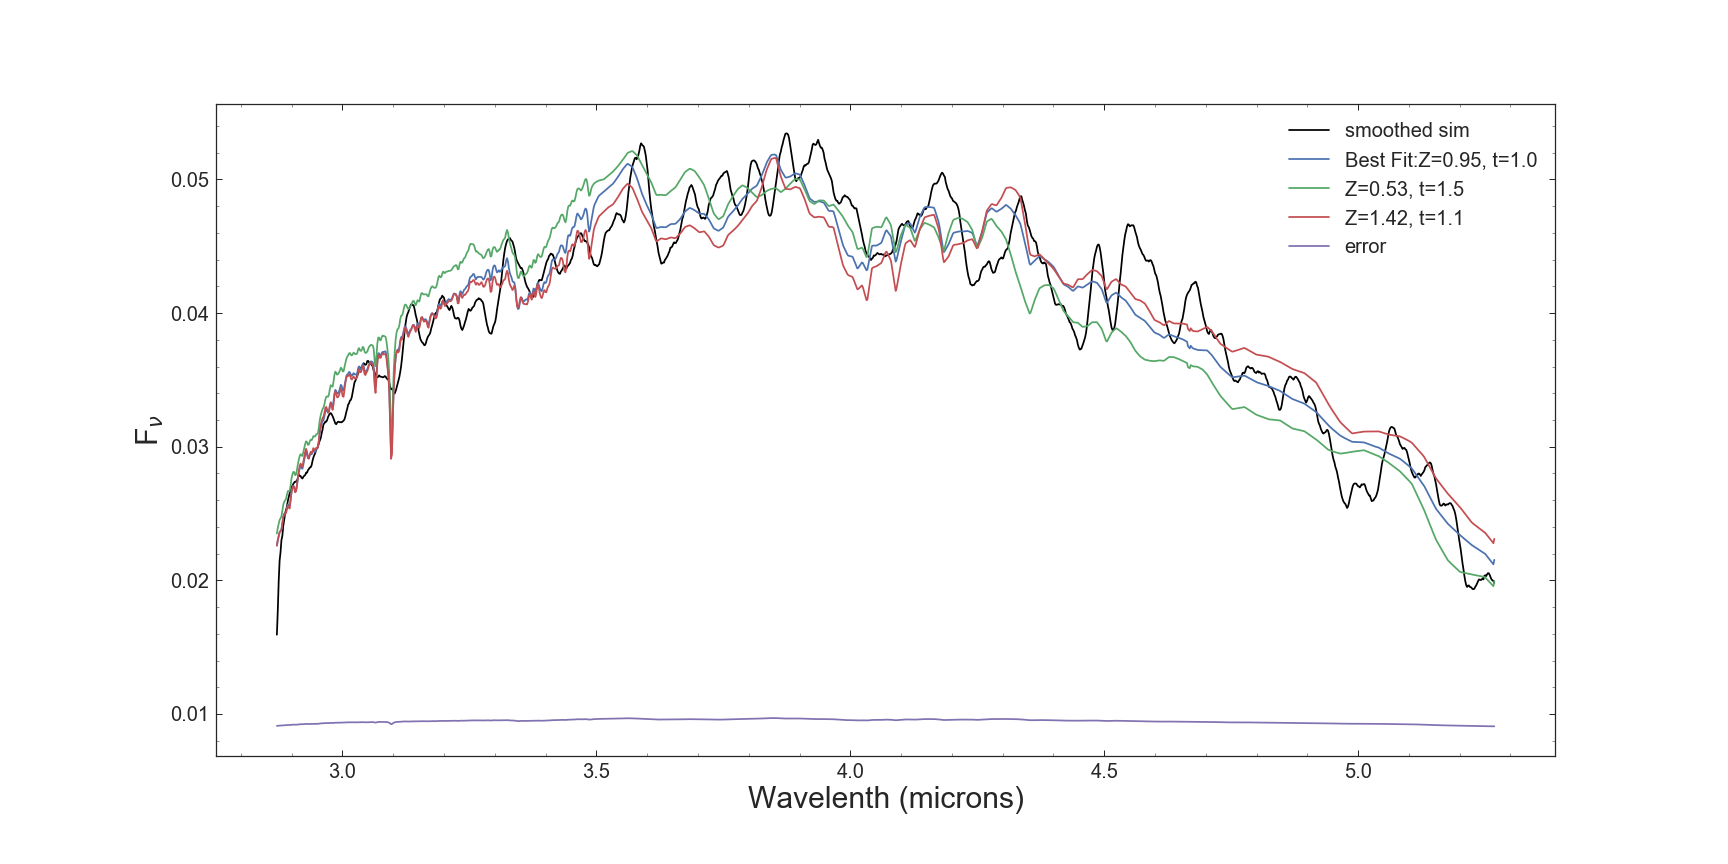 smoothed sim
Best Fit:Z=0.95, t=1.0
Z=0.53, t=1.5
Z=1.42, t=1.1
error
0.05
0.04
0.03
0.02
0.01
Fν
3.0 3.5 4.0 4.5 5.0
Wavelenth (microns)